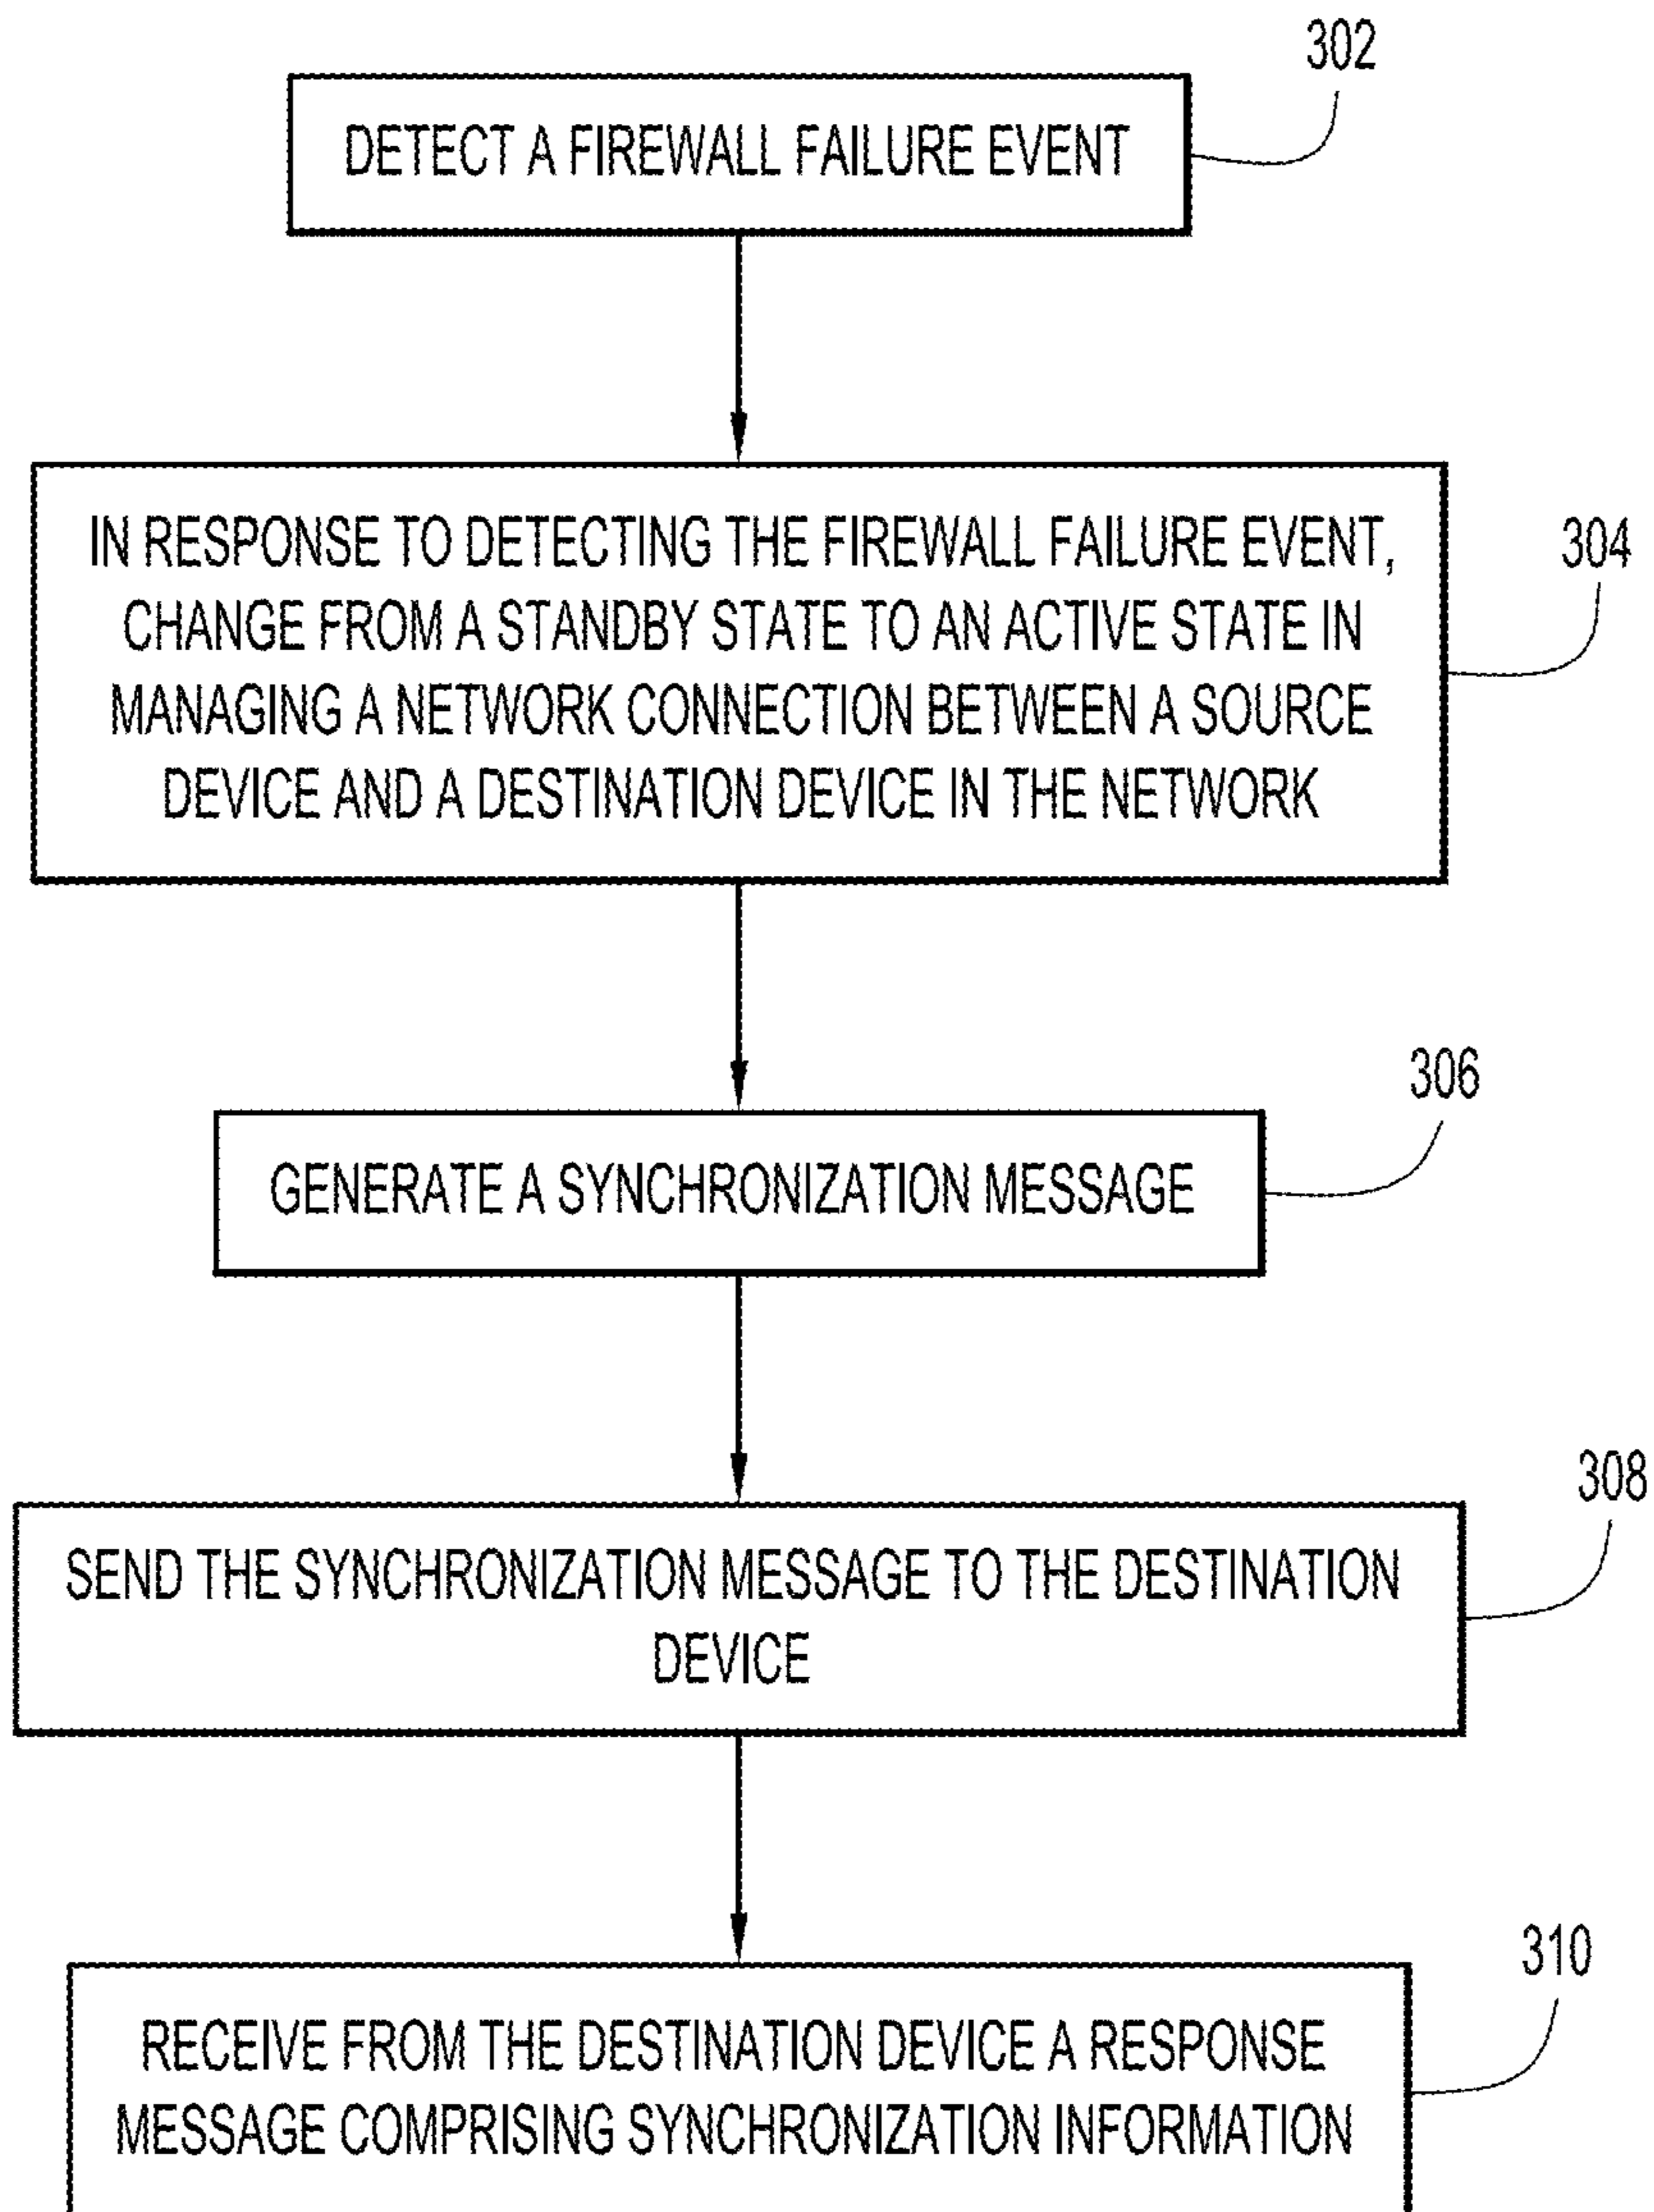 302
DETECT A FIREWALL FAILURE EVENT
IN RESPONSE TO DETECTING THE FIREWALL FAILURE EVENT,
CHANGE FROM A STANDBY STATE TO AN ACTIVE STATE IN
MANAGING A NETWORK CONNECTION BETWEEN A SOURCE
DEVICE AND A DESTINATION DEVICE IN THE NETWORK
304
306
GENERATE A SYNCHRONIZATION MESSAGE
308
SEND THE SYNCHRONIZATION MESSAGE TO THE DESTINATION
DEVICE
310
RECEIVE FROM THE DESTINATION DEVICE A RESPONSE
MESSAGE COMPRISING SYNCHRONIZATION INFORMATION